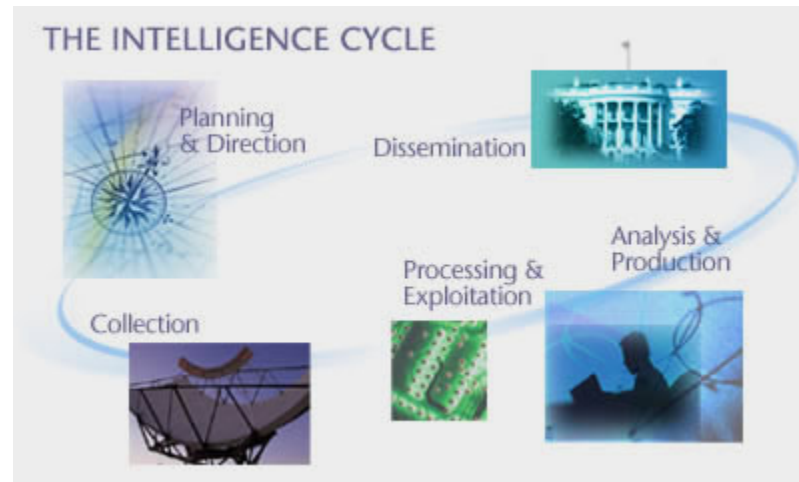 THE INTELLIGENCE CYCLE
Planning
& Direction
Dissemination
Analysis &
Production
Processing &
Exploitation
Collection